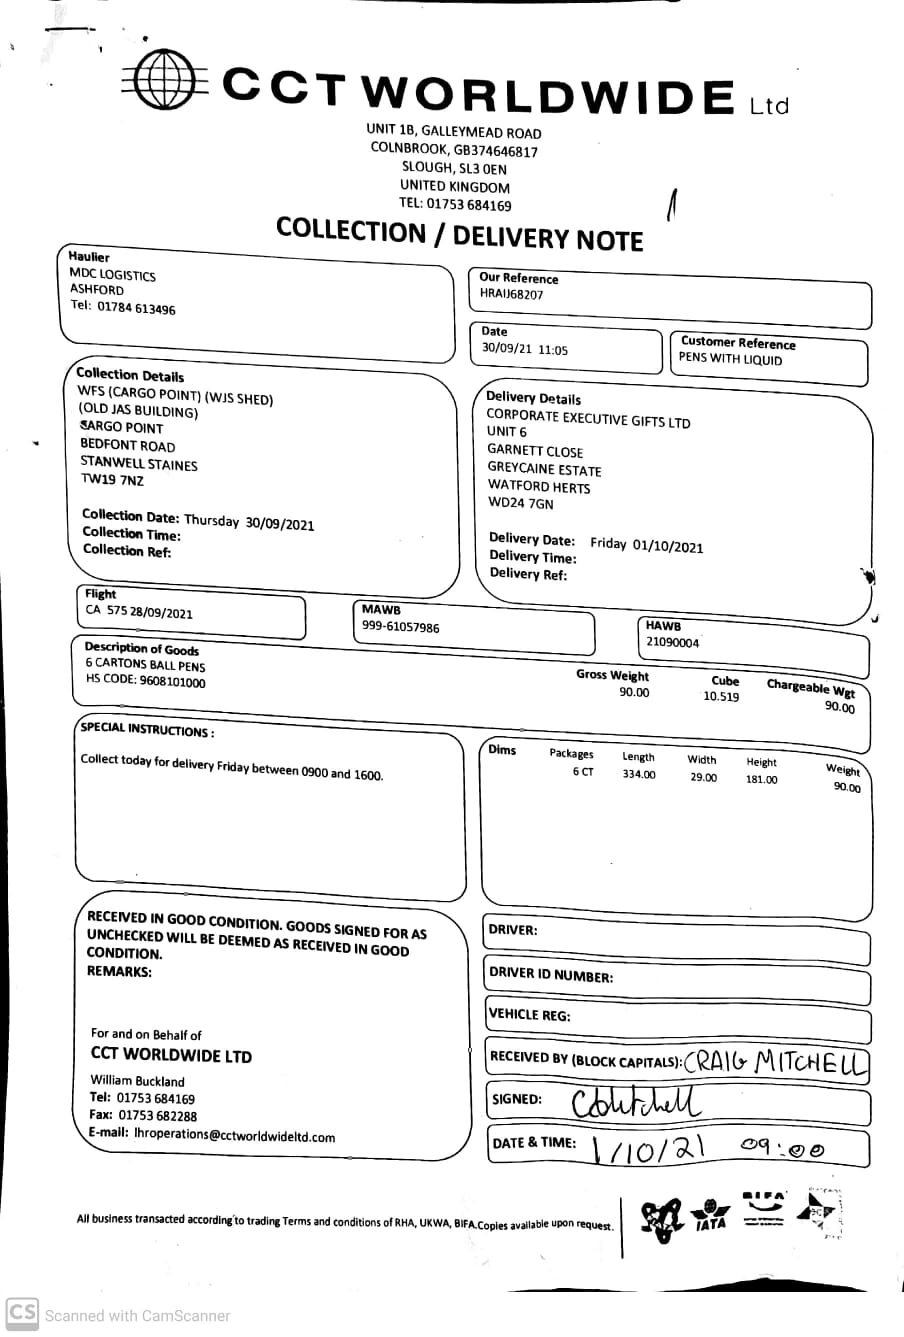 CCT WORLDWIDE Ltd
UNIT 1B, GALLEYMEAD ROAD
COLNBROOK, GB374646817
SLOUGH, SL3 0EN
UNITED KINGDOM
TEL: 01753 684169
COLLECTION / DELIVERY NOTE
Haulier
MDC LOGISTICS
ASHFORD
Tel: 01784 613496
Our Reference
HRAIJ68207
Date
30/09/21 11:05
Customer Reference
PENS WITH LIQUID
Collection Details
WFS (CARGO POINT) (WJS SHED)
(OLD JAS BUILDING)
CARGO POINT
BEDFONT ROAD
STANWELL STAINES
TW19 7NZ
Collection Date: Thursday 30/09/2021
Collection Time:
Collection Ref:
Delivery Details
CORPORATE EXECUTIVE GIFTS LTD
UNIT 6
GARNETT CLOSE
GREYCAINE ESTATE
WATFORD HERTS
WD24 7GN
Delivery Date: Friday 01/10/2021
Delivery Time:
Delivery Ref:
Flight
CA 575 28/09/2021
MAWB
999-61057986
HAWB
21090004
Description of Goods
6 CARTONS BALL PENS
HS CODE: 9608101000
Gross Weight Cube Chargeable Wgt
90.00 10.519 90.00
SPECIAL INSTRUCTIONS :
Collect today for delivery Friday between 0900 and 1600.
Dims Packages Length Width Height Weight
6 CT 334.00 29.00 181.00 90.00
RECEIVED IN GOOD CONDITION. GOODS SIGNED FOR AS
UNCHECKED WILL BE DEEMED AS RECEIVED IN GOOD
CONDITION.
REMARKS:
For and on Behalf of
CCT WORLDWIDE LTD
William Buckland
Tel: 01753 684169
Fax: 01753 682288
E-mail: lhroperations@cctworldwideltd.com
DRIVER:
DRIVER ID NUMBER:
VEHICLE REG:
RECEIVED BY (BLOCK CAPITALS): CRAIG MITCHELL
SIGNED:
DATE & TIME: 1/10/21 09:00
All business transacted according to trading Terms and conditions of RHA, UKWA, BIFA.Copies available upon request.
IATA
BIFA
CS Scanned with CamScanner